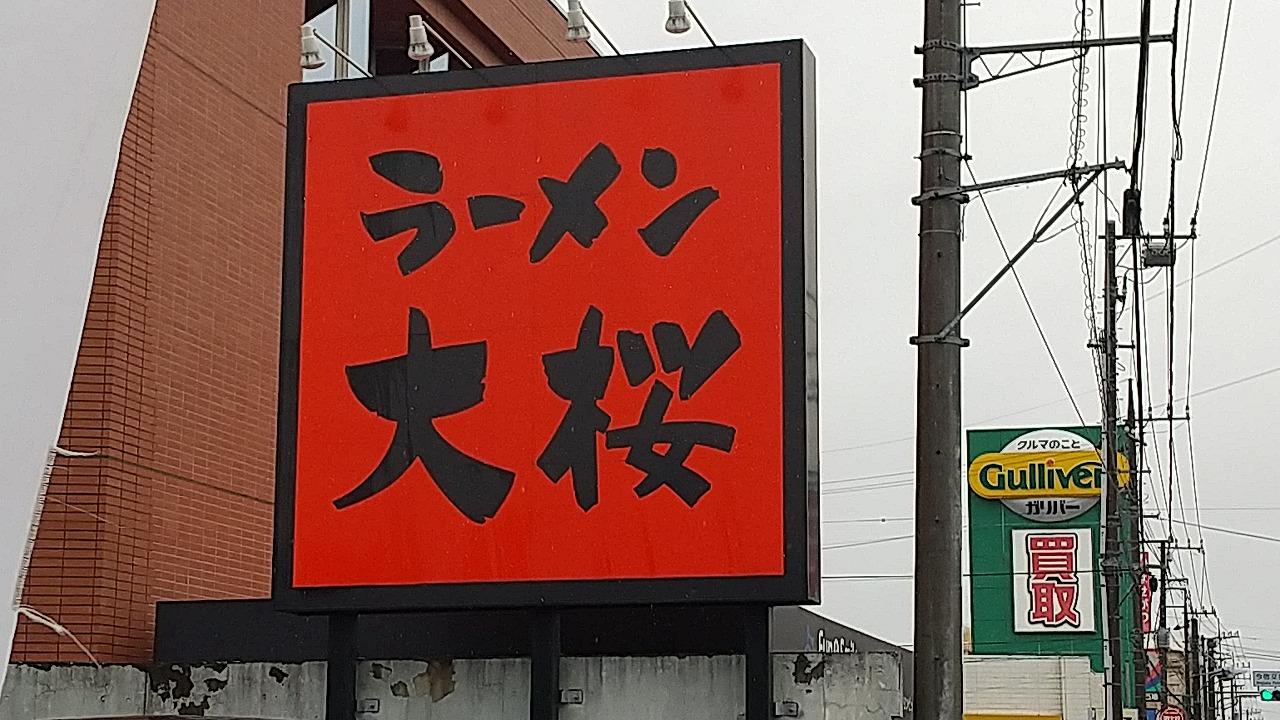 ラーメン
大桜
クルマのこと
Gulliver
ガリバー
買取